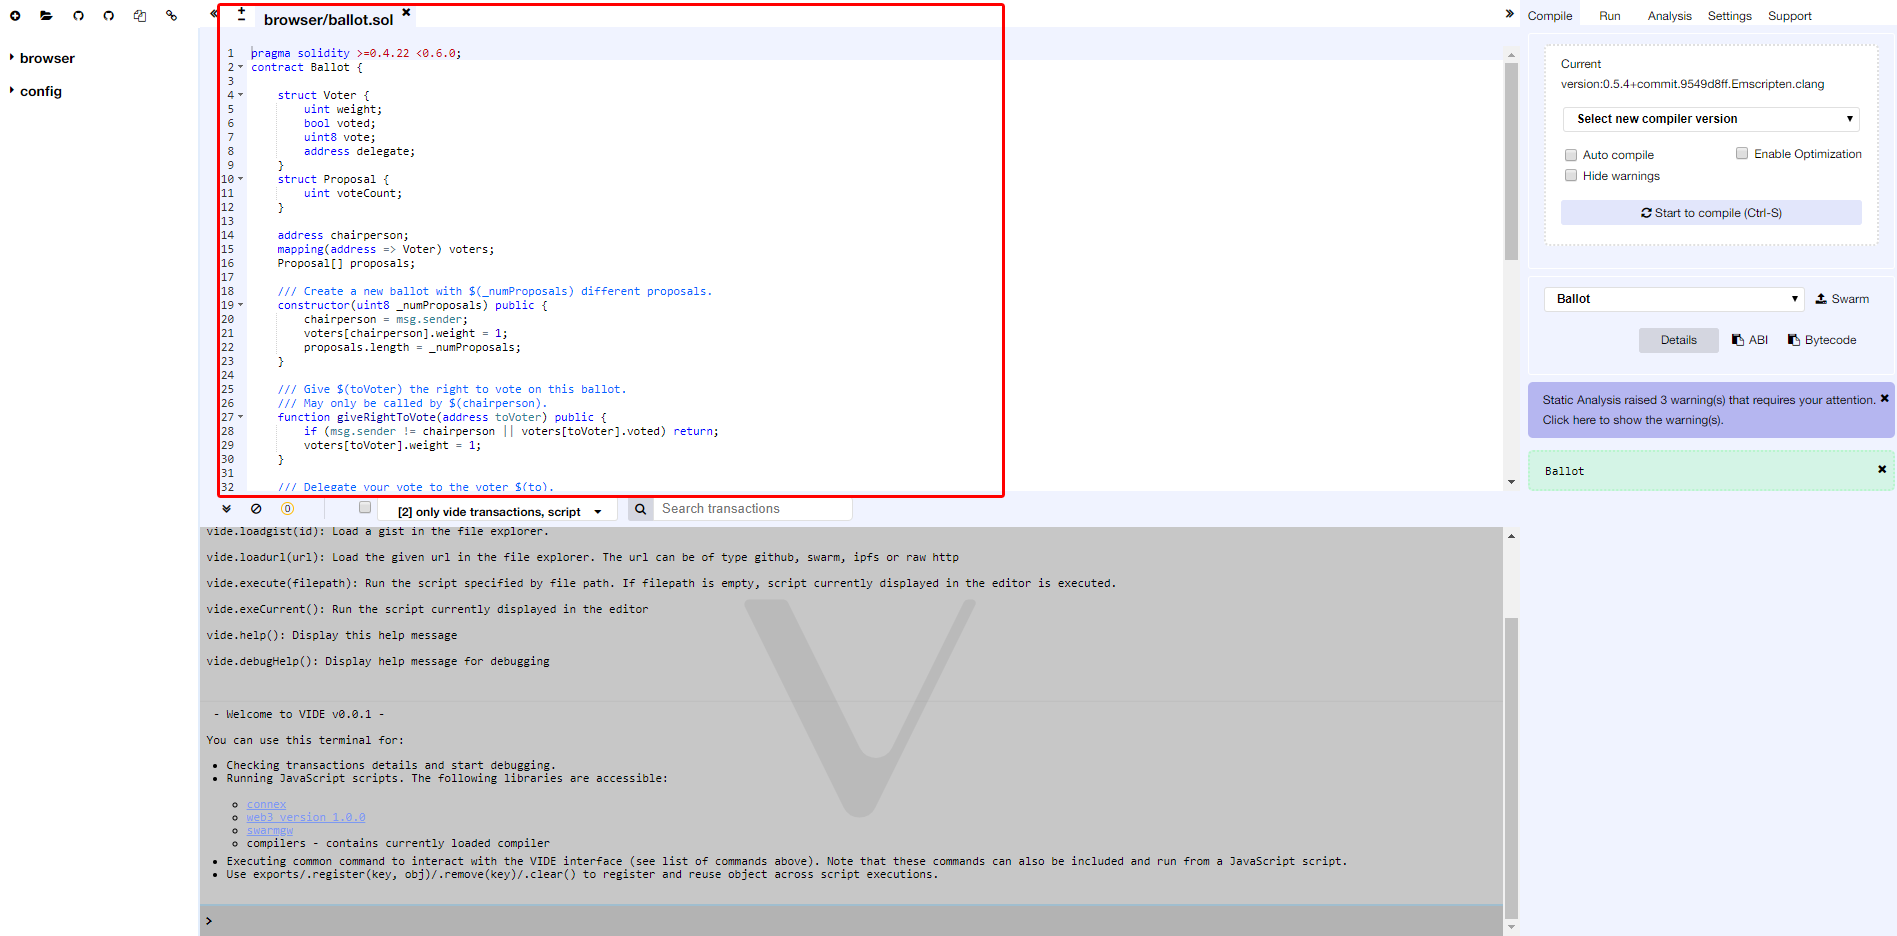 browser
config
browser/ballot.sol
1 pragma solidity >=0.4.22 <0.6.0;
2 contract Ballot {
3
4 struct Voter {
5 uint weight;
6 bool voted;
7 uint8 vote;
8 address delegate;
9 }
10 struct Proposal {
11 uint voteCount;
12 }
13
14 address chairperson;
15 mapping(address => Voter) voters;
16 Proposal[] proposals;
17
18 /// Create a new ballot with $(_numProposals) different proposals.
19 constructor(uint8 _numProposals) public {
20 chairperson = msg.sender;
21 voters[chairperson].weight = 1;
22 proposals.length = _numProposals;
23 }
24
25 /// Give $(toVoter) the right to vote on this ballot.
26 /// May only be called by $(chairperson).
27 function giveRightToVote(address toVoter) public {
28 if (msg.sender != chairperson || voters[toVoter].voted) return;
29 voters[toVoter].weight = 1;
30 }
31
32 /// Delegate your vote to the voter $(to).
0
[2] only vide transactions, script
Search transactions
vide.loadgist(id): Load a gist in the file explorer.
vide.loadurl(url): Load the given url in the file explorer. The url can be of type github, swarm, ipfs or raw http
vide.execute(filepath): Run the script specified by file path. If filepath is empty, script currently displayed in the editor is executed.
vide.exeCurrent(): Run the script currently displayed in the editor
vide.help(): Display this help message
vide.debugHelp(): Display help message for debugging
- Welcome to VIDE v0.0.1 -
You can use this terminal for:
Checking transactions details and start debugging.
Running JavaScript scripts. The following libraries are accessible:
connex
web3 version 1.0.0
swarmgw
compilers - contains currently loaded compiler
Executing common command to interact with the VIDE interface (see list of commands above). Note that these commands can also be included and run from a JavaScript script.
Use exports/.register(key, obj)/.remove(key)/.clear() to register and reuse object across script executions.
>
Compile Run Analysis Settings Support
Current
version:0.5.4+commit.9549d8ff.Emscripten.clang
Select new compiler version
Auto compile Enable Optimization
Hide warnings
Start to compile (Ctrl-S)
Ballot Swarm
Details ABI Bytecode
Static Analysis raised 3 warning(s) that requires your attention.
Click here to show the warning(s).
Ballot